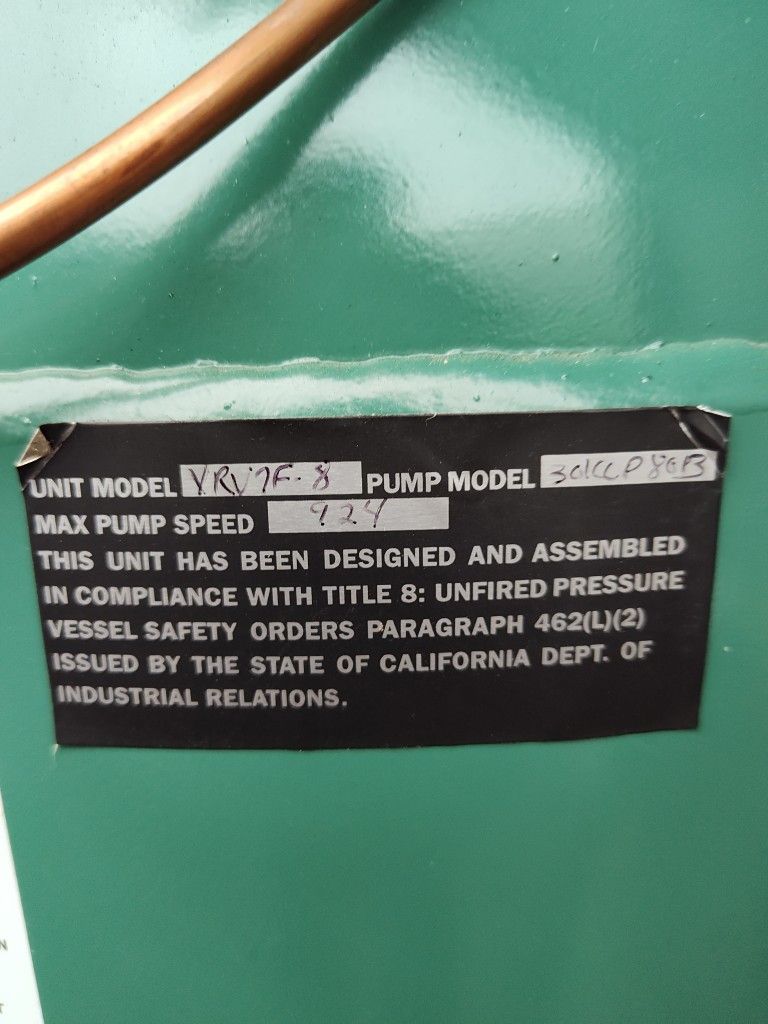 UNIT MODEL YRV7F-8 PUMP MODEL
MAX PUMP SPEED 924
THIS UNIT HAS BEEN DESIGNED AND ASSEMBLED
IN COMPLIANCE WITH TITLE 8: UNFIRED PRESSURE
VESSEL SAFETY ORDERS PARAGRAPH 462(L)(2)
ISSUED BY THE STATE OF CALIFORNIA DEPT. OF
INDUSTRIAL RELATIONS.
N
T